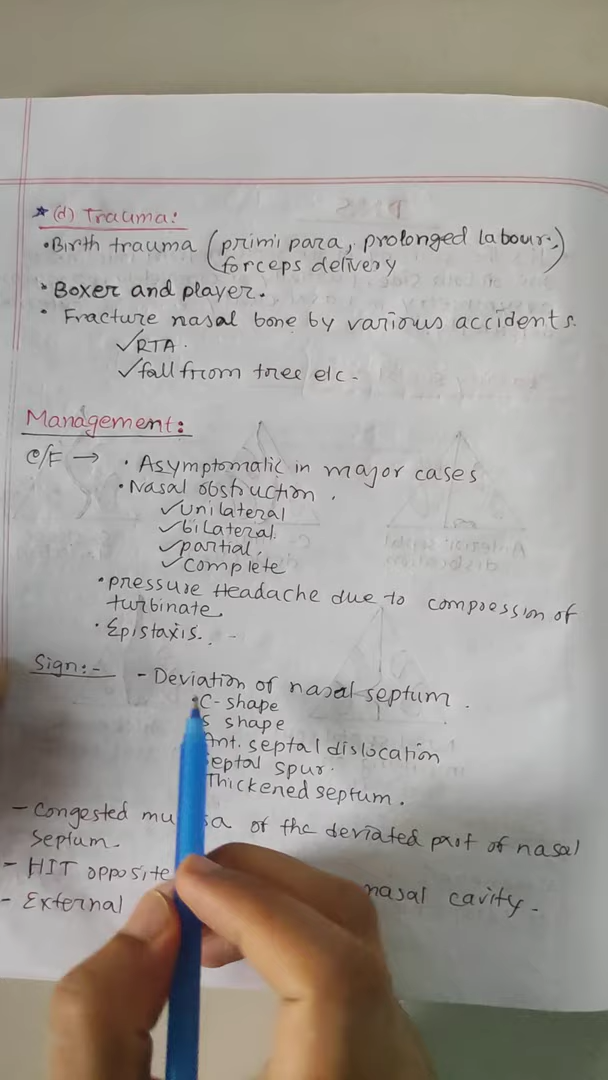 * (d) Trauma:
• Birth trauma (primi para, prolonged labour,
forceps delivery)
• Boxer and player.
• Fracture nasal bone by various accidents.
✓RTA.
✓fall from tree etc-
Management:
C/F → • Asymptomatic in major cases
• Nasal obstruction.
✓unilateral
✓bilateral.
✓partial.
✓complete
• pressure Headache due to compression of
turbinate
• Epistaxis.
Sign:- - Deviation of nasal septum.
C-shape
S shape
Ant. septal dislocation
septal spur.
Thickened septum.
- Congested of the deviated part of nasal
septum.
- HIT opposite nasal cavity.
- External